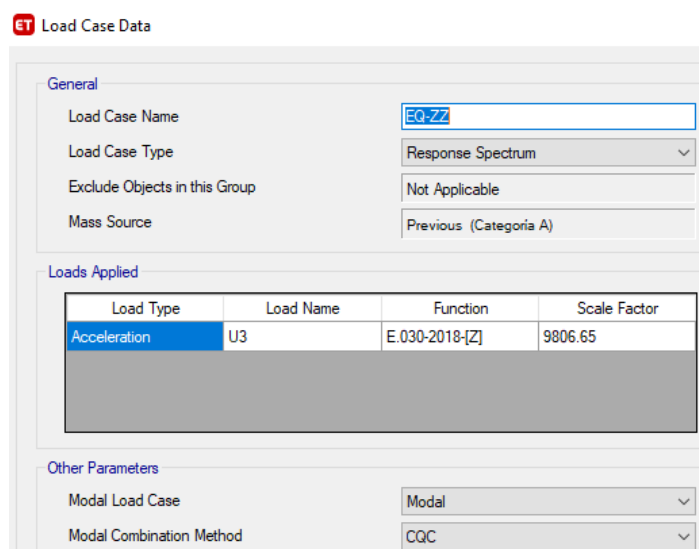 ET Load Case Data
General
Load Case Name EQ-ZZ
Load Case Type Response Spectrum
Exclude Objects in this Group Not Applicable
Mass Source Previous (Categoría A)
Loads Applied
Load Type Load Name Function Scale Factor
Acceleration U3 E.030-2018-[Z] 9806.65
Other Parameters
Modal Load Case Modal
Modal Combination Method CQC